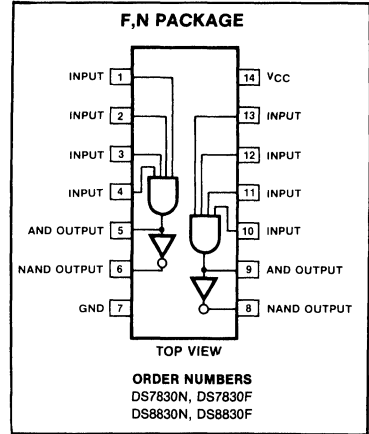 F,N PACKAGE
INPUT 1
INPUT 2
INPUT 3
INPUT 4
AND OUTPUT 5
NAND OUTPUT 6
GND 7
14 VCC
13 INPUT
12 INPUT
11 INPUT
10 INPUT
9 AND OUTPUT
8 NAND OUTPUT
TOP VIEW
ORDER NUMBERS
DS7830N, DS7830F
DS8830N, DS8830F